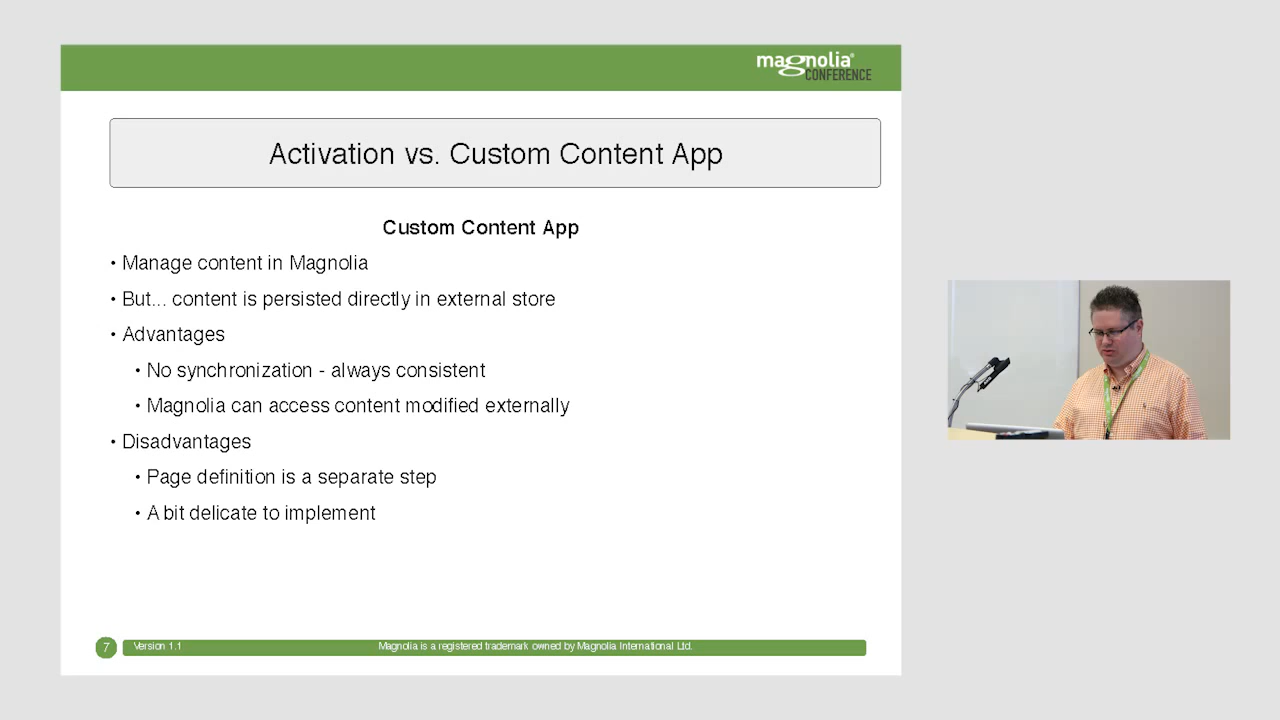 magnolia®
CONFERENCE
Activation vs. Custom Content App
Custom Content App
• Manage content in Magnolia
• But... content is persisted directly in external store
• Advantages
• No synchronization - always consistent
• Magnolia can access content modified externally
• Disadvantages
• Page definition is a separate step
• A bit delicate to implement
7 Version 1.1 Magnolia is a registered trademark owned by Magnolia International Ltd.